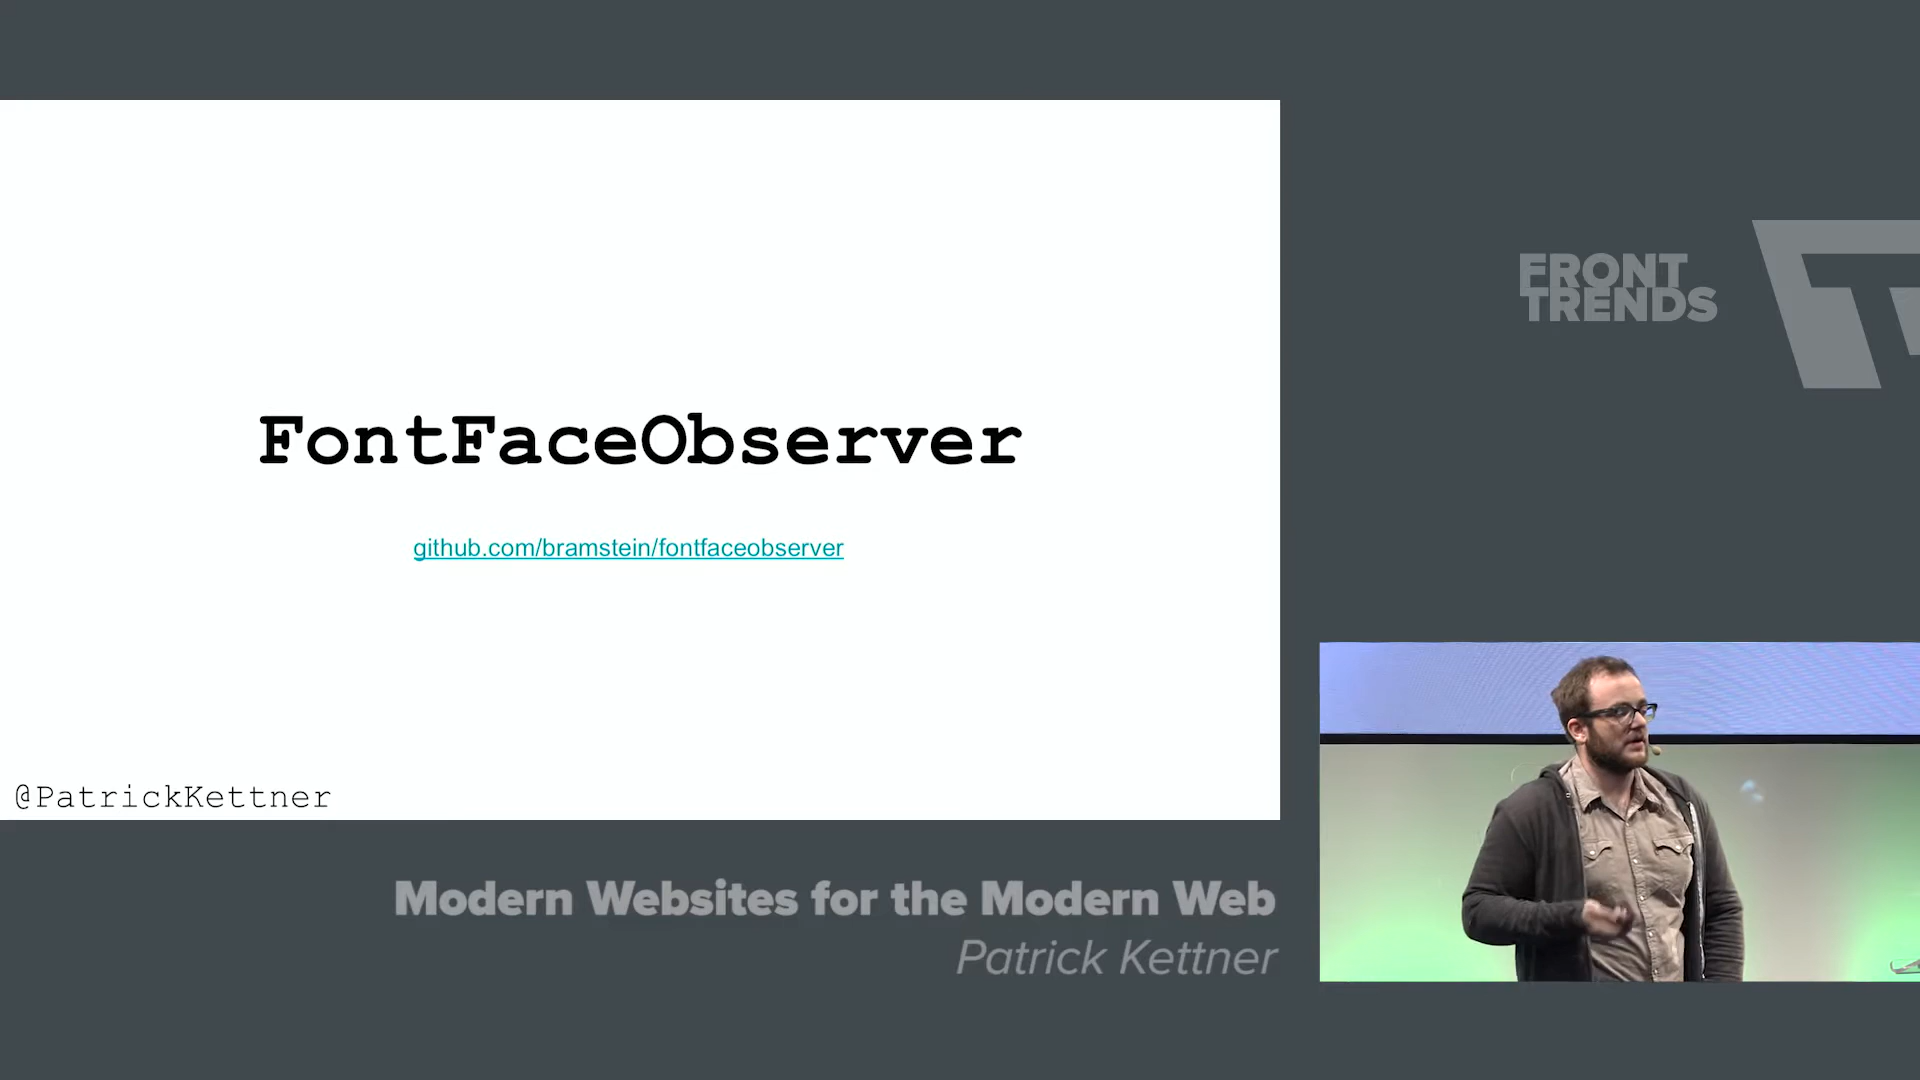 FontFaceObserver
github.com/bramstein/fontfaceobserver
@PatrickKettner
FRONT
TRENDS
Modern Websites for the Modern Web
Patrick Kettner